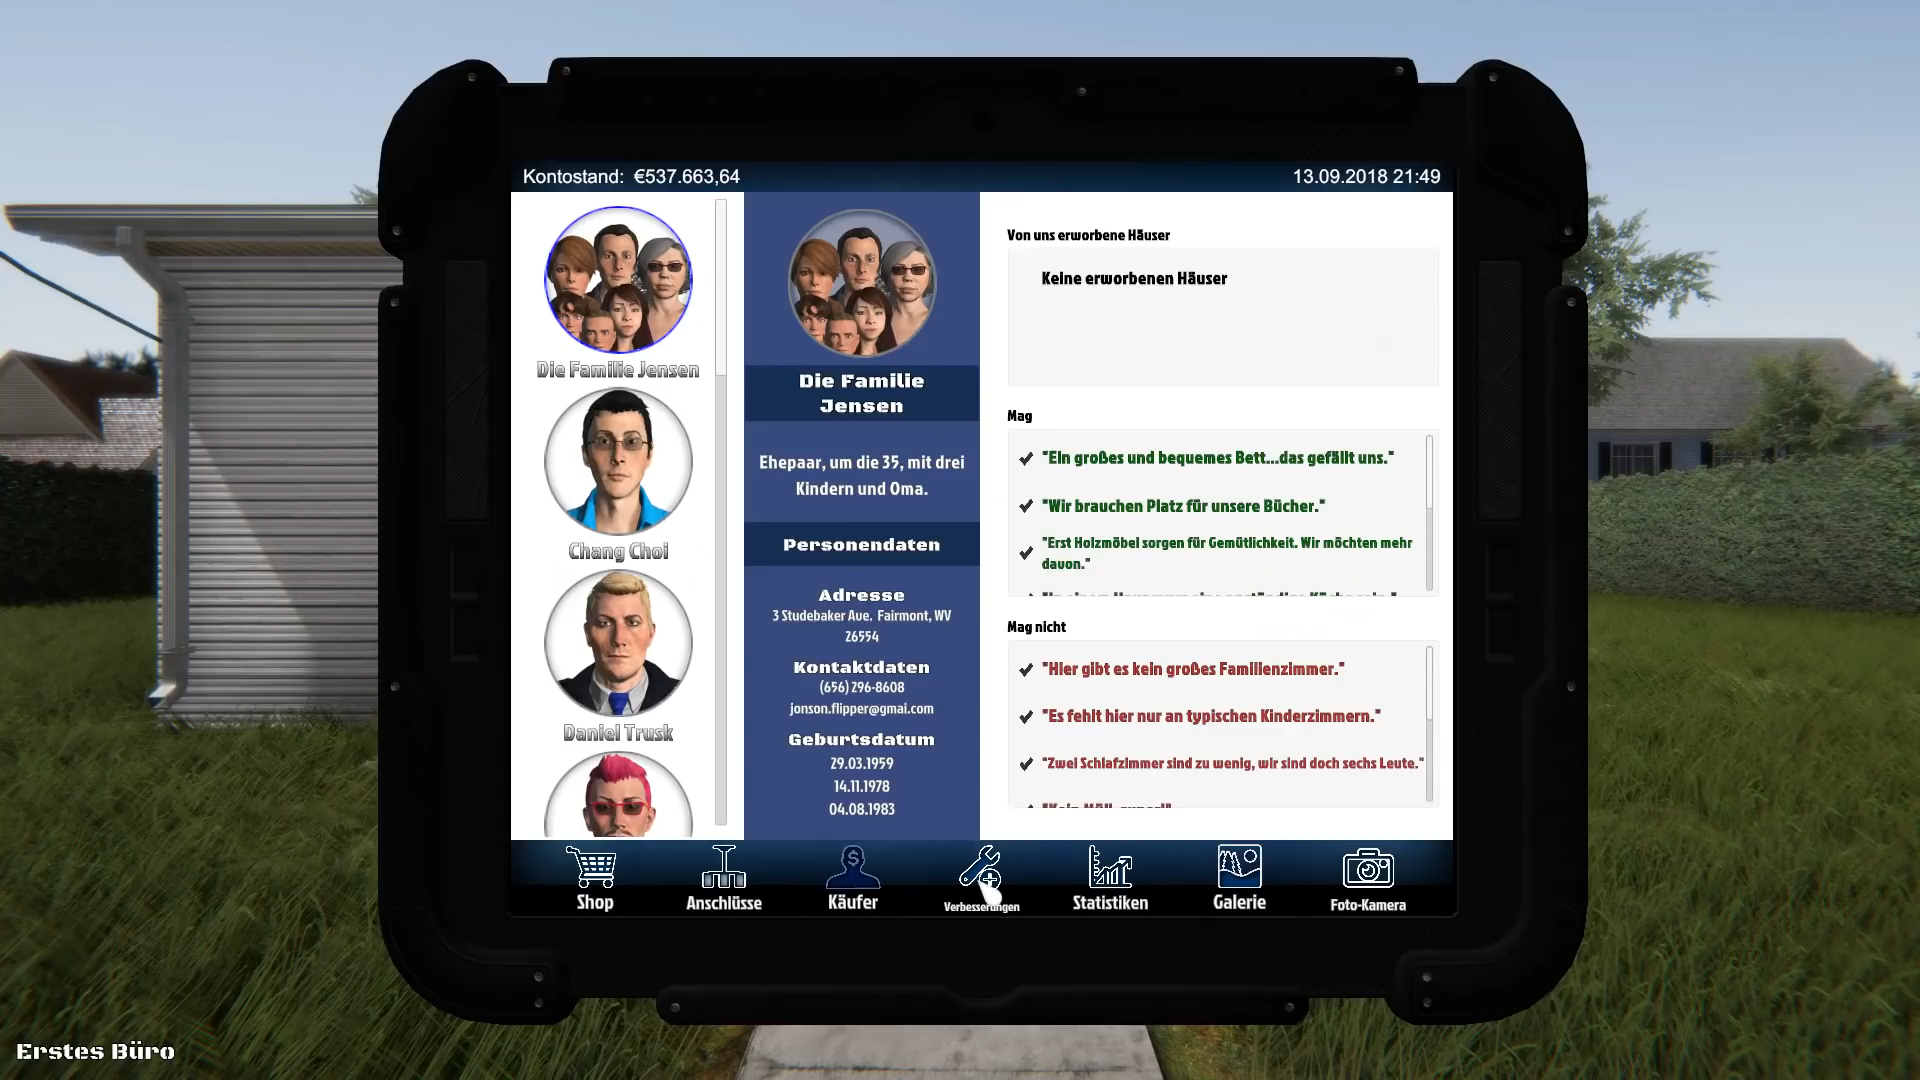 Kontostand: €537.663,64
13.09.2018 21:49
Die Familie Jensen
Chang Choi
Daniel Trusk
Die Familie
Jensen
Ehepaar, um die 35, mit drei
Kindern und Oma.
Personendaten
Adresse
3 Studebaker Ave. Fairmont, WV
26554
Kontaktdaten
(656) 296-8608
jonson.flipper@gmai.com
Geburtsdatum
29.03.1959
14.11.1978
04.08.1983
Von uns erworbene Häuser
Keine erworbenen Häuser
Mag
"Ein großes und bequemes Bett...das gefällt uns."
"Wir brauchen Platz für unsere Bücher."
"Erst Holzmöbel sorgen für Gemütlichkeit. Wir möchten mehr
davon."
Mag nicht
"Hier gibt es kein großes Familienzimmer."
"Es fehlt hier nur an typischen Kinderzimmern."
"Zwei Schlafzimmer sind zu wenig, wir sind doch sechs Leute."
Shop
Anschlüsse
Käufer
Verbesserungen
Statistiken
Galerie
Foto-Kamera
Erstes Büro